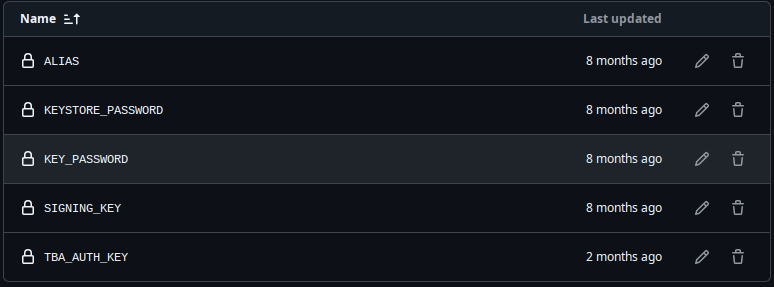 Name Last updated
ALIAS 8 months ago
KEYSTORE_PASSWORD 8 months ago
KEY_PASSWORD 8 months ago
SIGNING_KEY 8 months ago
TBA_AUTH_KEY 2 months ago